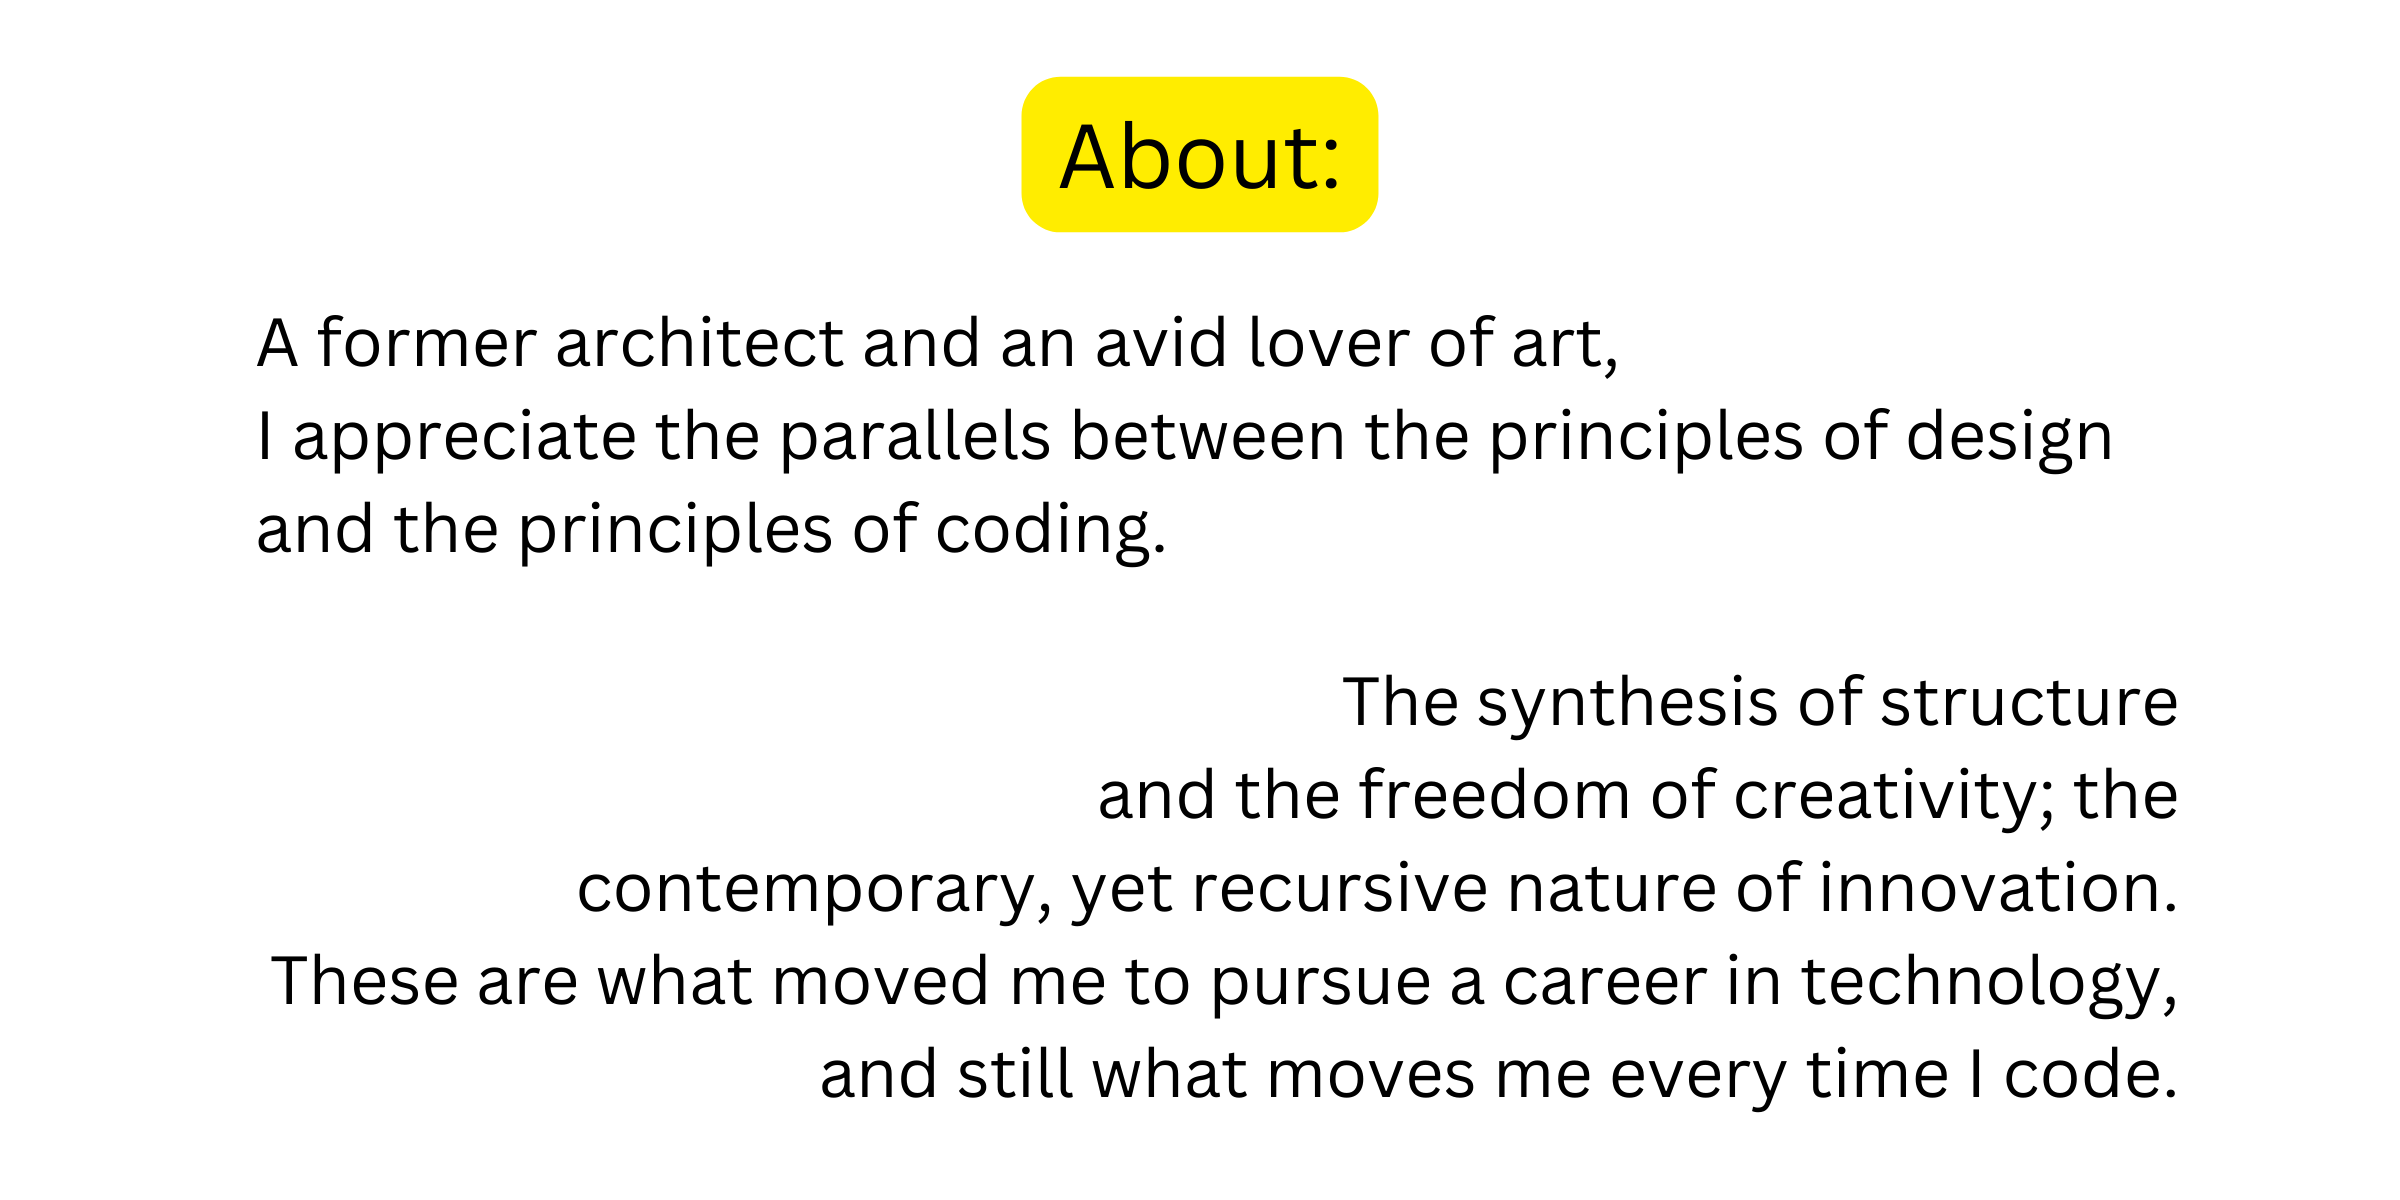 About:
A former architect and an avid lover of art,
I appreciate the parallels between the principles of design
and the principles of coding.
The synthesis of structure
and the freedom of creativity; the
contemporary, yet recursive nature of innovation.
These are what moved me to pursue a career in technology,
and still what moves me every time I code.